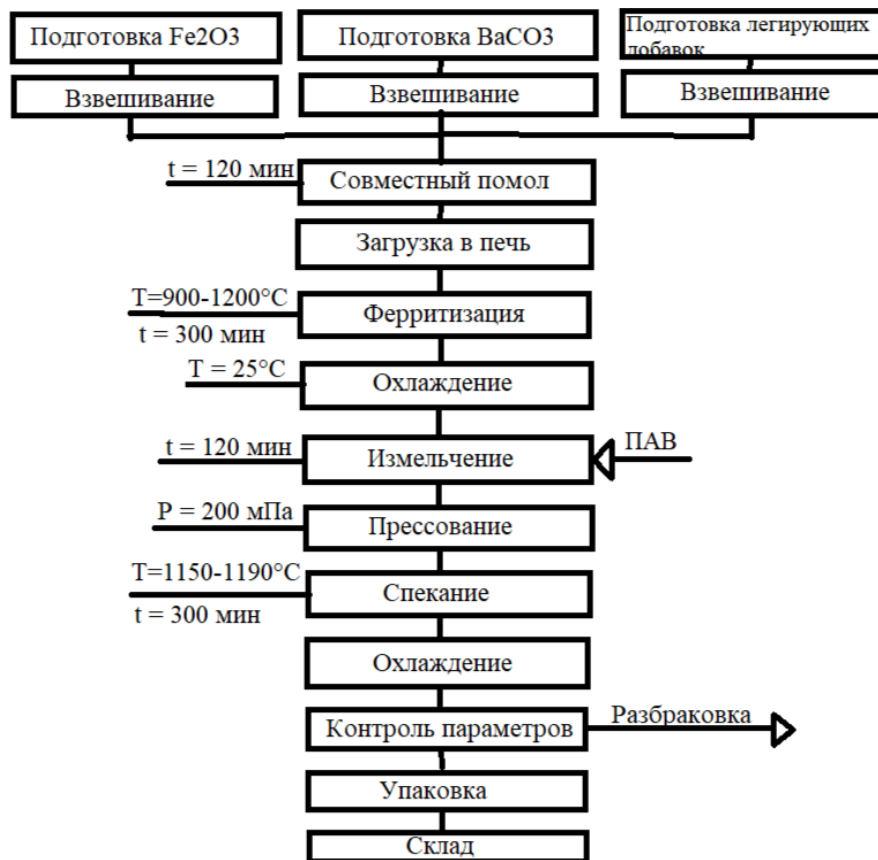 Подготовка Fe2O3
Подготовка BaCO3
Подготовка легирующих
добавок
Взвешивание
Взвешивание
Взвешивание
t = 120 мин
Совместный помол
Загрузка в печь
T=900-1200°C
t = 300 мин
Ферритизация
T = 25°C
Охлаждение
t = 120 мин
Измельчение
ПАВ
P = 200 мПа
Прессование
T=1150-1190°C
t = 300 мин
Спекание
Охлаждение
Контроль параметров
Разбраковка
Упаковка
Склад